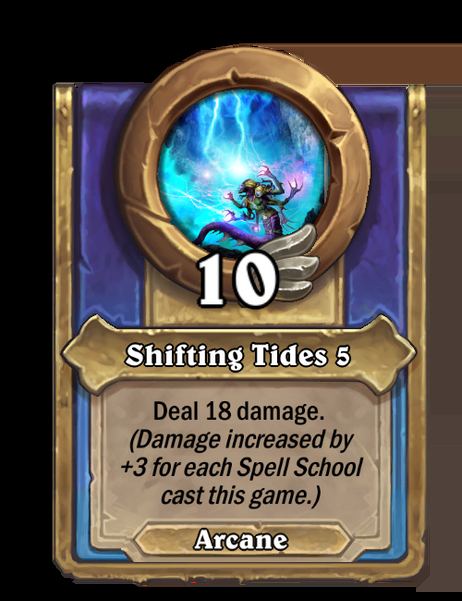 10
Shifting Tides 5
Deal 18 damage.
(Damage increased by
+3 for each Spell School
cast this game.)
Arcane